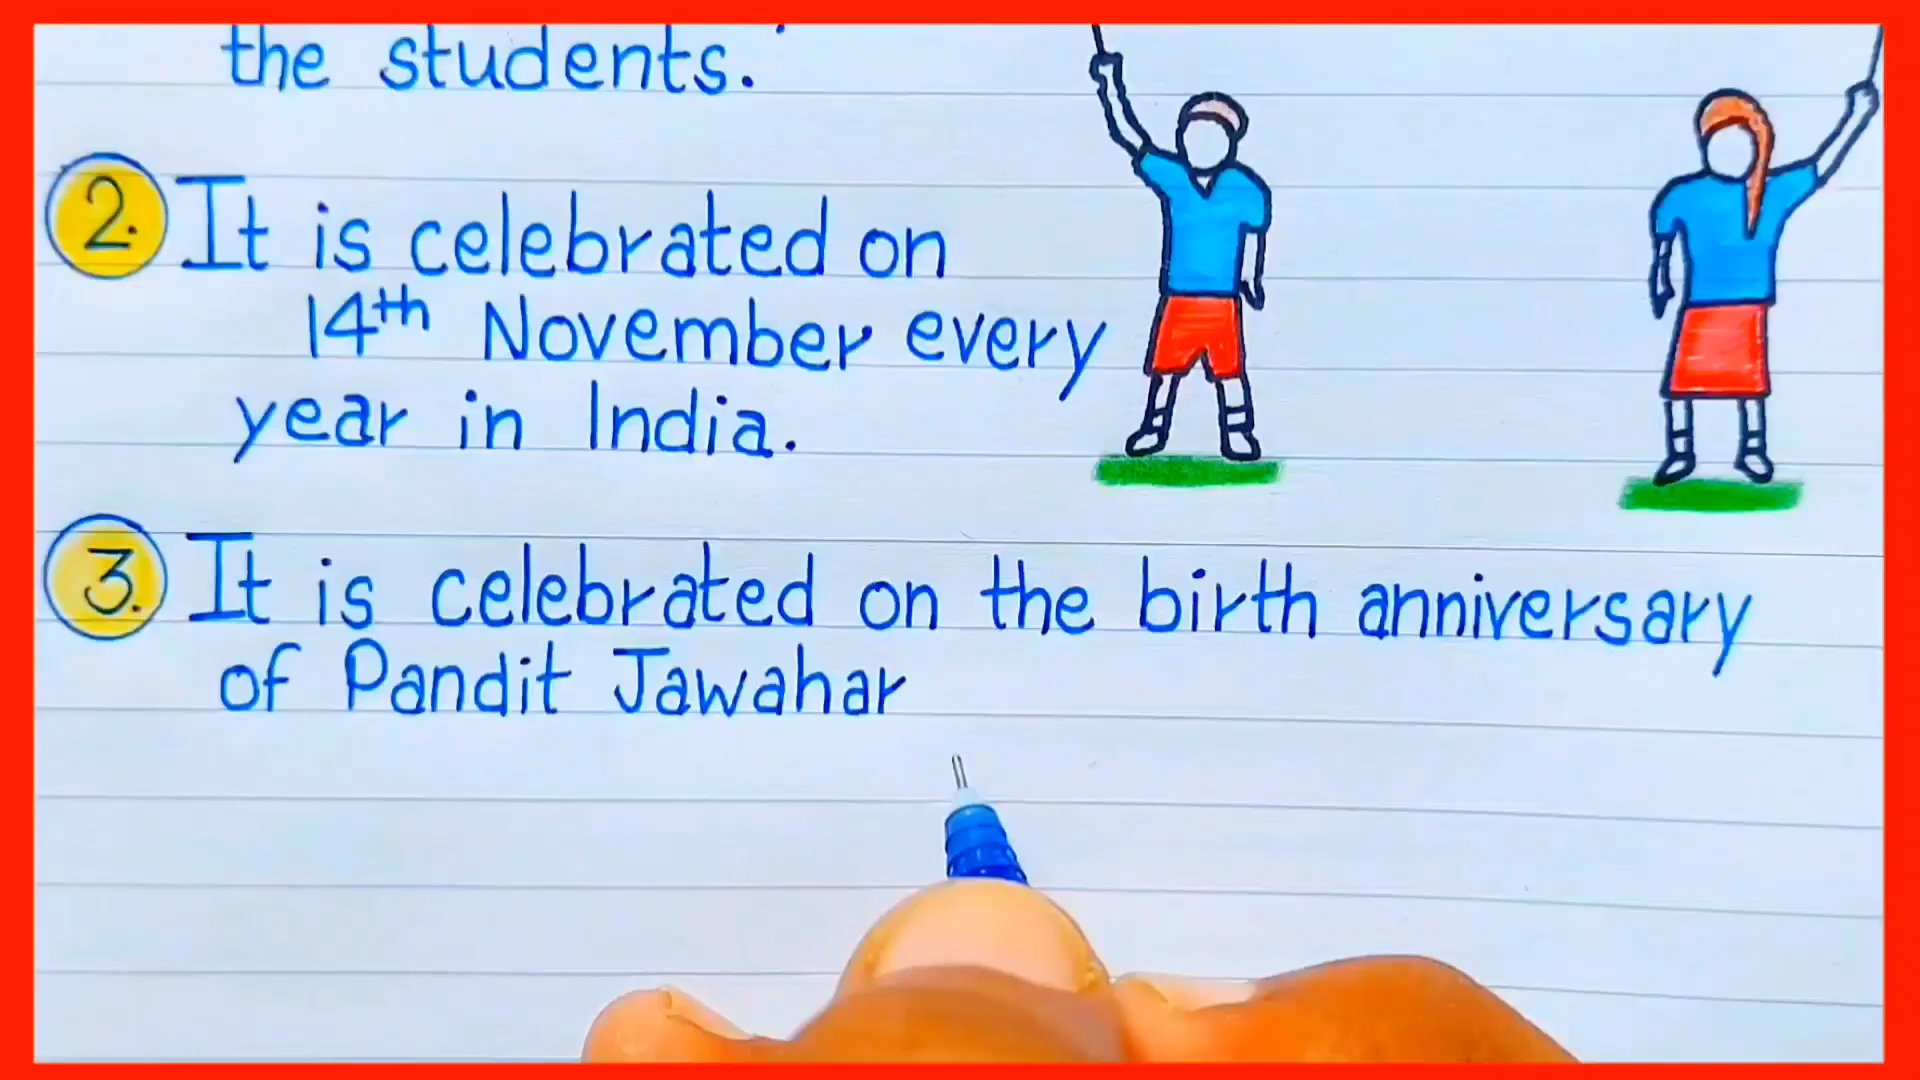 the students.
2. It is celebrated on
14th November every
year in India.
3. It is celebrated on the birth anniversary
of Pandit Jawahar